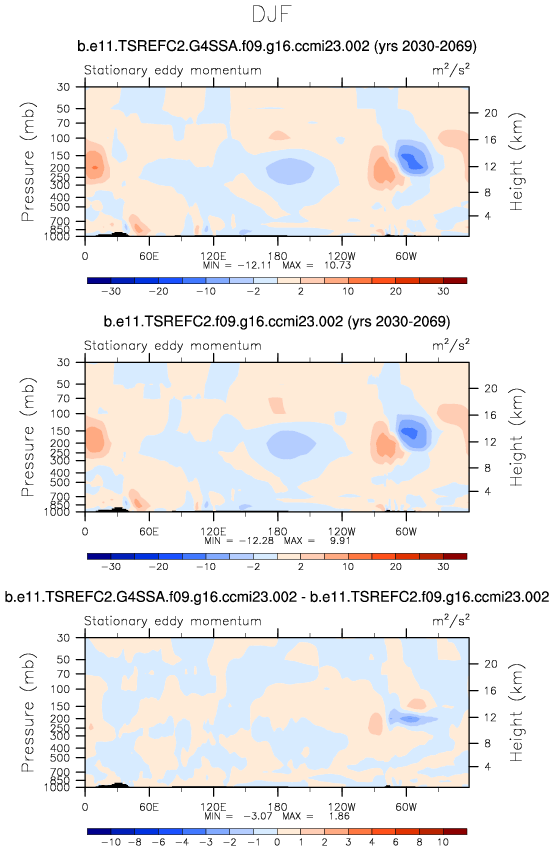 DJF
b.e11.TSREFC2.G4SSA.f09.g16.ccmi23.002 (yrs 2030-2069)
Stationary eddy momentum m²/s²
Pressure (mb)
30
50
70
100
150
200
250
300
400
500
700
850
1000
20
16
12
8
4
Height (km)
0 60E 120E 180 120W 60W
MIN = -12.11 MAX = 10.73
-30 -20 -10 -2 2 10 20 30
b.e11.TSREFC2.f09.g16.ccmi23.002 (yrs 2030-2069)
Stationary eddy momentum m²/s²
Pressure (mb)
30
50
70
100
150
200
250
300
400
500
700
850
1000
20
16
12
8
4
Height (km)
0 60E 120E 180 120W 60W
MIN = -12.28 MAX = 9.91
-30 -20 -10 -2 2 10 20 30
b.e11.TSREFC2.G4SSA.f09.g16.ccmi23.002 - b.e11.TSREFC2.f09.g16.ccmi23.002
Stationary eddy momentum m²/s²
Pressure (mb)
30
50
70
100
150
200
250
300
400
500
700
850
1000
20
16
12
8
4
Height (km)
0 60E 120E 180 120W 60W
MIN = -3.07 MAX = 1.86
-10 -8 -6 -4 -3 -2 -1 0 1 2 3 4 6 8 10